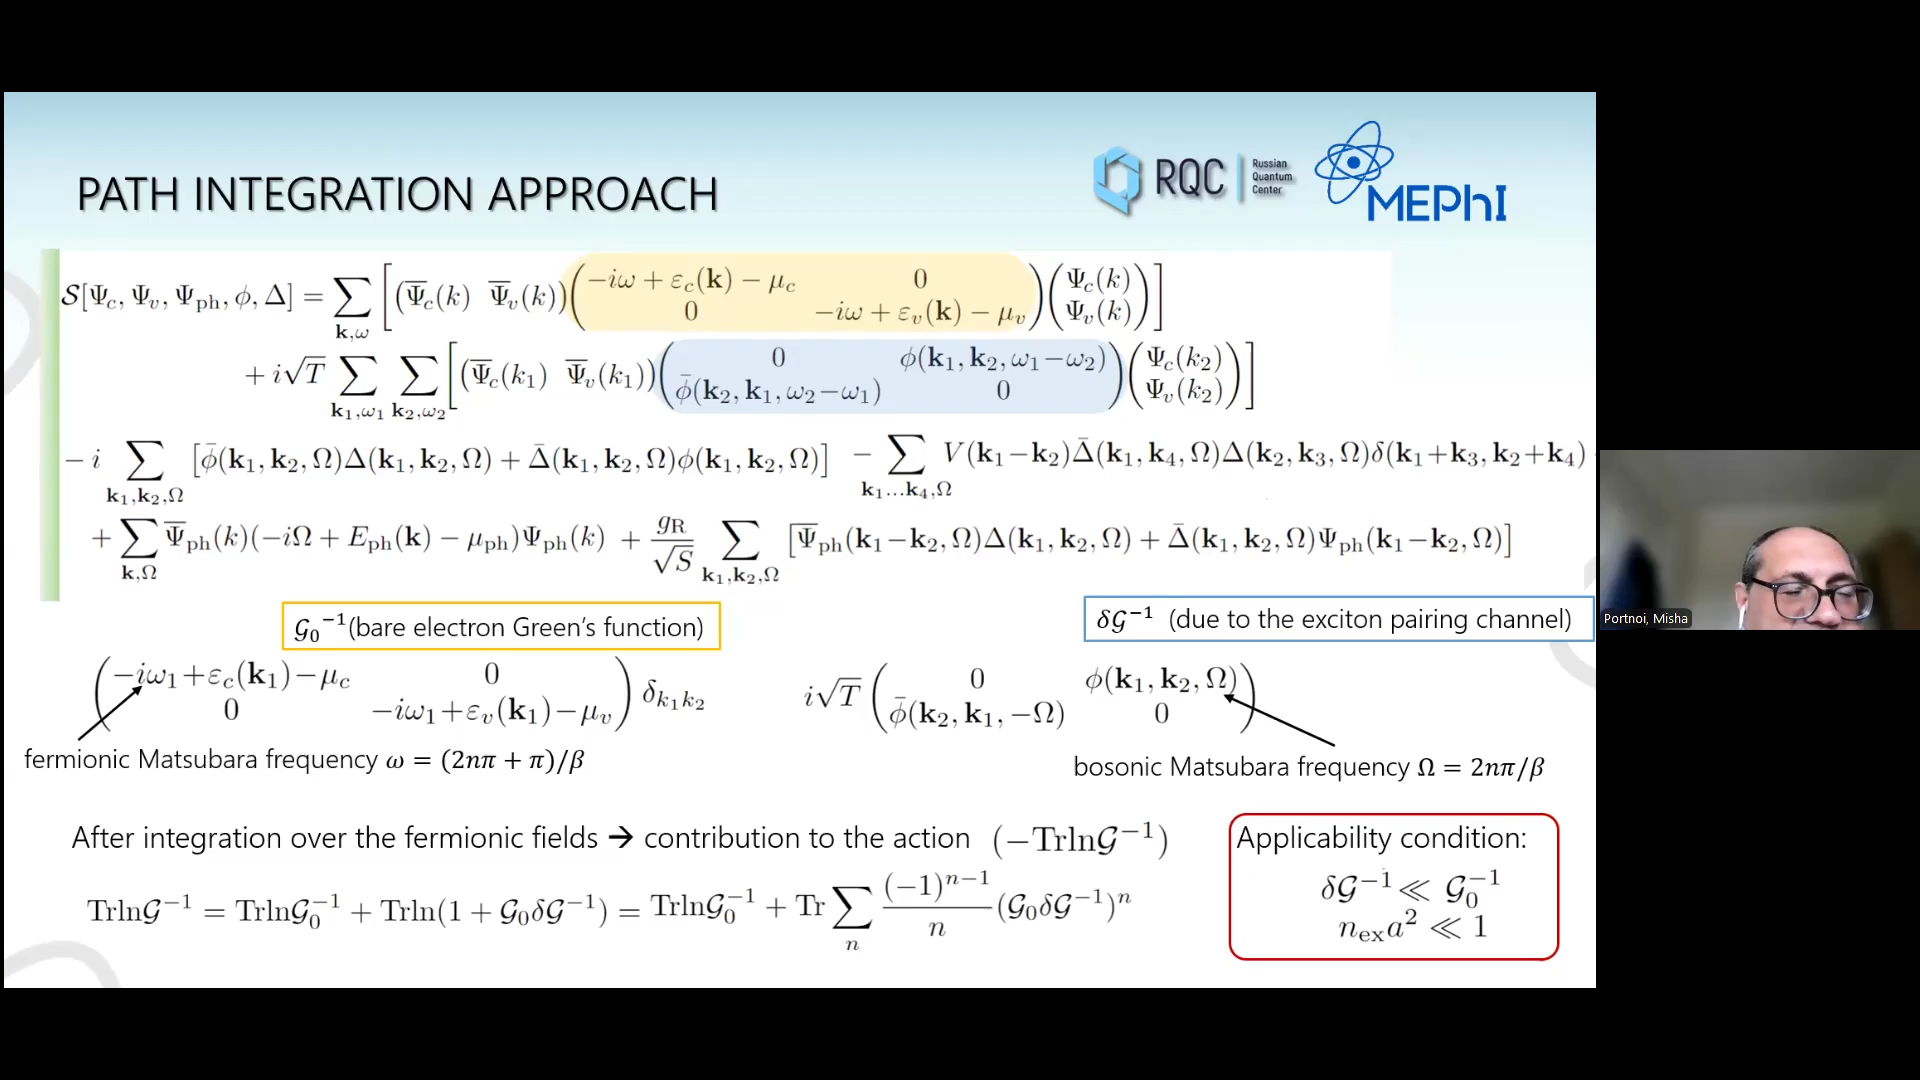 PATH INTEGRATION APPROACH
RQC
Russian
Quantum
Center
MEPhI
𝒮[Ψ_c, Ψ_v, Ψ_ph, ϕ, Δ] = ∑_{k,ω} [ (Ψ̅_c(k) Ψ̅_v(k)) ( −iω + ε_c(k) − μ_c 0 ; 0 −iω + ε_v(k) − μ_v ) ( Ψ_c(k) ; Ψ_v(k) ) ]
+ i√T ∑_{k₁,ω₁} ∑_{k₂,ω₂} [ (Ψ̅_c(k₁) Ψ̅_v(k₁)) ( 0 ϕ(k₁, k₂, ω₁−ω₂) ; ϕ̄(k₂, k₁, ω₂−ω₁) 0 ) ( Ψ_c(k₂) ; Ψ_v(k₂) ) ]
− i ∑_{k₁,k₂,Ω} [ϕ̄(k₁, k₂, Ω)Δ(k₁, k₂, Ω) + Δ̄(k₁, k₂, Ω)ϕ(k₁, k₂, Ω)] − ∑_{k₁...k₄,Ω} V(k₁−k₂)Δ̄(k₁, k₄, Ω)Δ(k₂, k₃, Ω)δ(k₁+k₃, k₂+k₄)
+ ∑_{k,Ω} Ψ̅_ph(k)(−iΩ + E_ph(k) − μ_ph)Ψ_ph(k) + g_R/√S ∑_{k₁,k₂,Ω} [Ψ̅_ph(k₁−k₂, Ω)Δ(k₁, k₂, Ω) + Δ̄(k₁, k₂, Ω)Ψ_ph(k₁−k₂, Ω)]
𝒢₀⁻¹ (bare electron Green's function)
δ𝒢⁻¹ (due to the exciton pairing channel)
( −iω₁+ε_c(k₁)−μ_c 0 ; 0 −iω₁+ε_v(k₁)−μ_v ) δ_{k₁k₂}
i√T ( 0 ϕ(k₁, k₂, Ω) ; ϕ̄(k₂, k₁, −Ω) 0 )
fermionic Matsubara frequency ω = (2nπ + π)/β
bosonic Matsubara frequency Ω = 2nπ/β
After integration over the fermionic fields → contribution to the action (−Trln𝒢⁻¹)
Trln𝒢⁻¹ = Trln𝒢₀⁻¹ + Trln(1 + 𝒢₀δ𝒢⁻¹) = Trln𝒢₀⁻¹ + Tr ∑_n (−1)^{n−1}/n (𝒢₀δ𝒢⁻¹)ⁿ
Applicability condition:
δ𝒢⁻¹ ≪ 𝒢₀⁻¹
n_ex a² ≪ 1
Portnoi, Misha